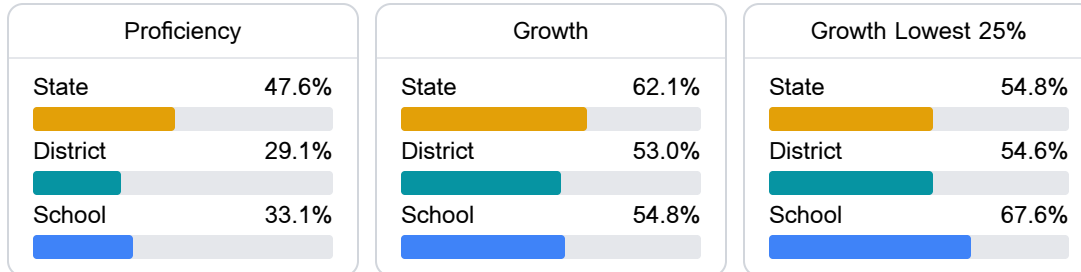 Proficiency
State 47.6%
District 29.1%
School 33.1%
Growth
State 62.1%
District 53.0%
School 54.8%
Growth Lowest 25%
State 54.8%
District 54.6%
School 67.6%